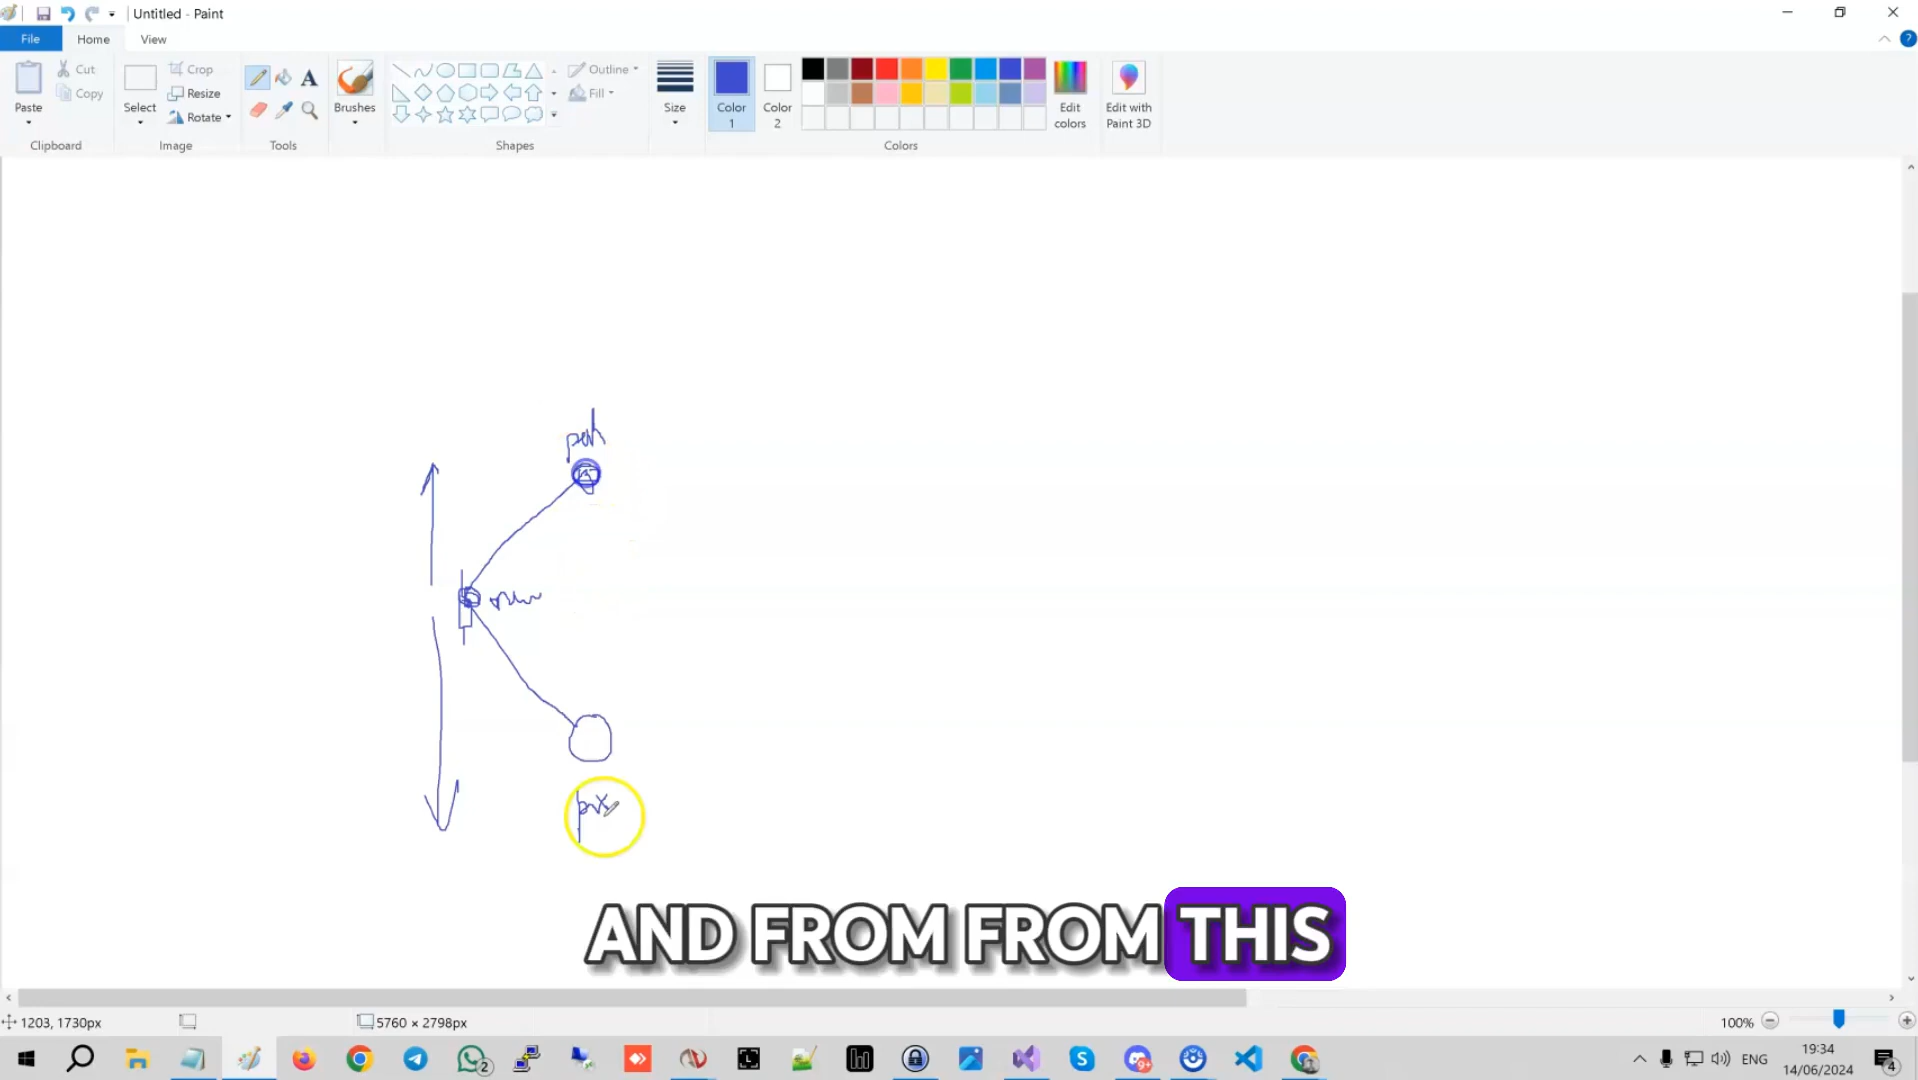 Untitled - Paint
File
Home
View
Paste
Cut
Copy
Clipboard
Select
Crop
Resize
Rotate
Image
Tools
Brushes
Shapes
Outline
Fill
Size
Color
1
Color
2
Edit
colors
Edit with
Paint 3D
Colors
AND FROM FROM THIS
1203, 1730px
5760 × 2798px
100%
ENG
19:34
14/06/2024